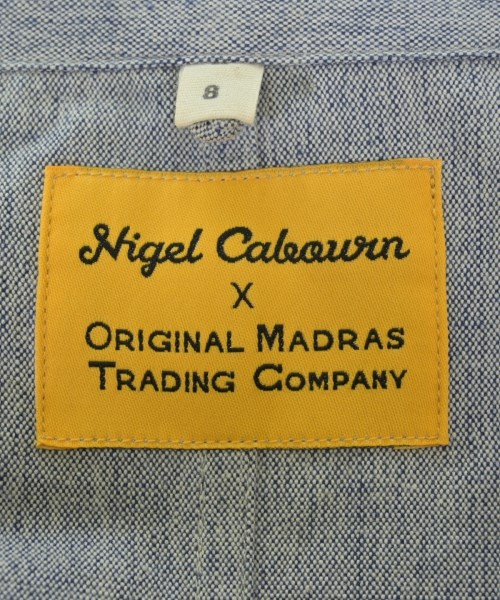 8
Nigel Cabourn
X
ORIGINAL MADRAS
TRADING COMPANY